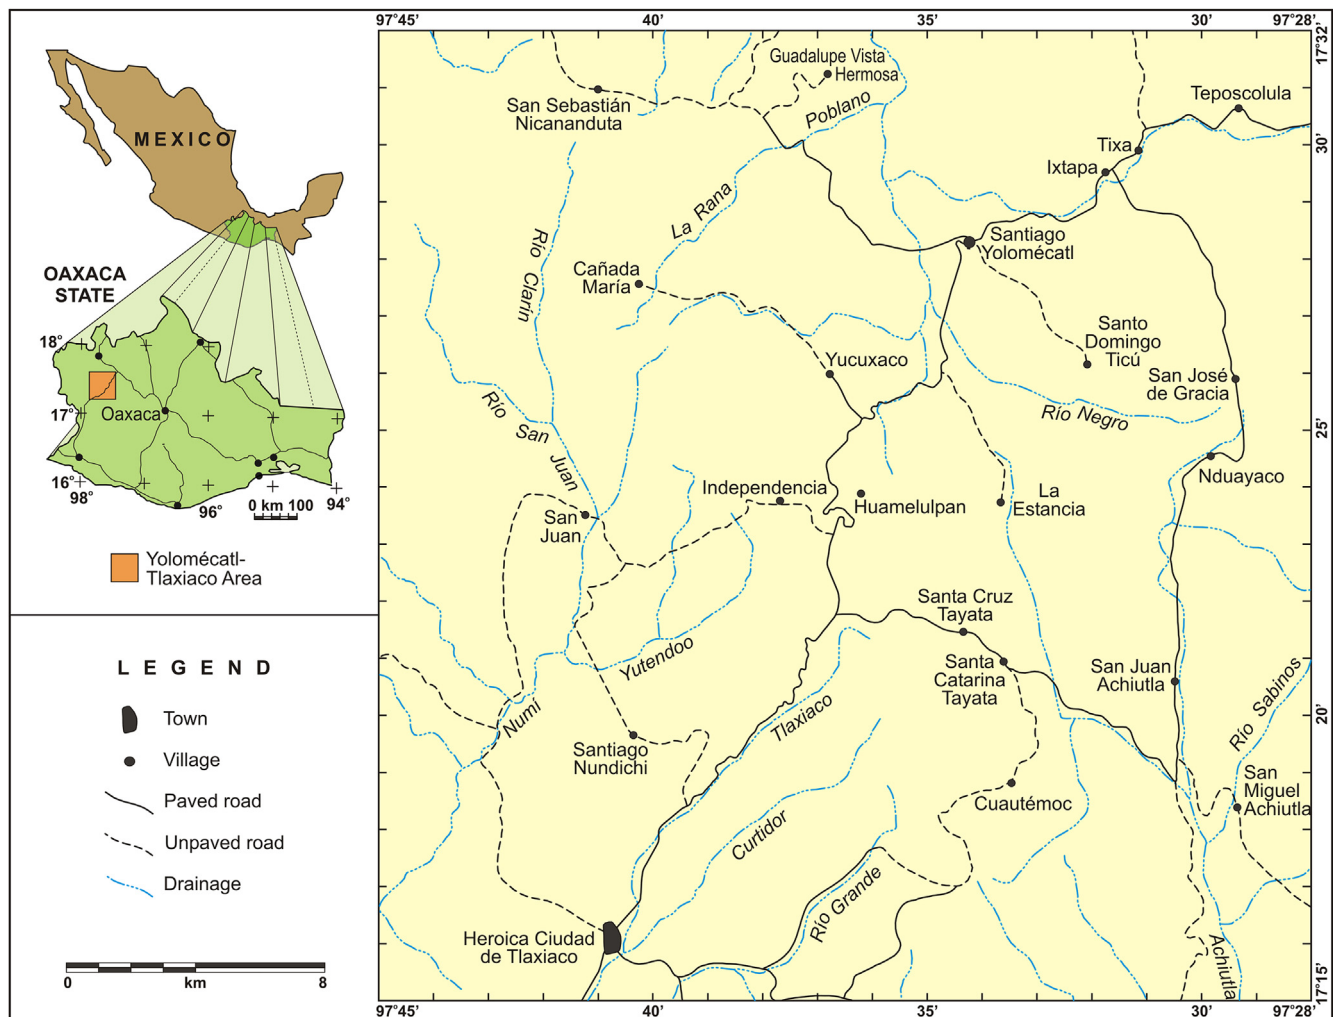 MEXICO
OAXACA
STATE
18°
17°
16°
98°
96°
94°
Oaxaca
0 km 100
Yolomécatl-
Tlaxiaco Area
LEGEND
Town
Village
Paved road
Unpaved road
Drainage
0
km
8
97°45'
40'
35'
30'
97°28'
17°32'
30'
25'
20'
17°15'
97°45'
40'
35'
30'
97°28'
Guadalupe Vista
Hermosa
San Sebastián
Nicananduta
Poblano
Teposcolula
Tixa
Ixtapa
La Rana
Río Clarín
Santiago
Yolomécatl
Cañada
María
Santo
Domingo
Ticú
Yucuxaco
San José
de Gracia
Río Negro
Río San Juan
Nduayaco
Independencia
Huamelulpan
La
Estancia
San
Juan
Santa Cruz
Tayata
Yutendoo
Santa
Catarina
Tayata
San Juan
Achiutla
Río Sabinos
Numí
Tlaxiaco
Santiago
Nundichi
San
Miguel
Achiutla
Cuautémoc
Curtidor
Río Grande
Heroica Ciudad
de Tlaxiaco
Achiutla